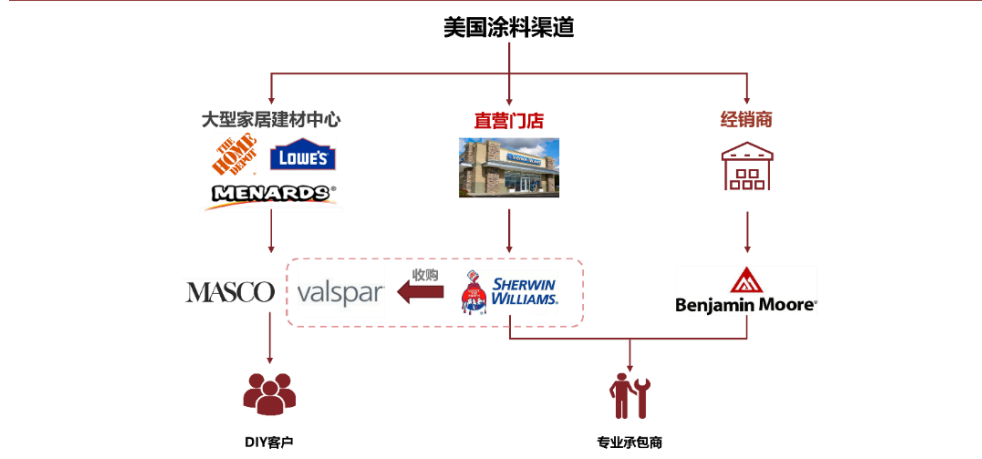 美国涂料渠道
大型家居建材中心
直营门店
经销商
THE
HOME
DEPOT
LOWE'S
MENARDS®
收购
MASCO
valspar
SHERWIN
WILLIAMS®
Benjamin Moore®
DIY客户
专业承包商